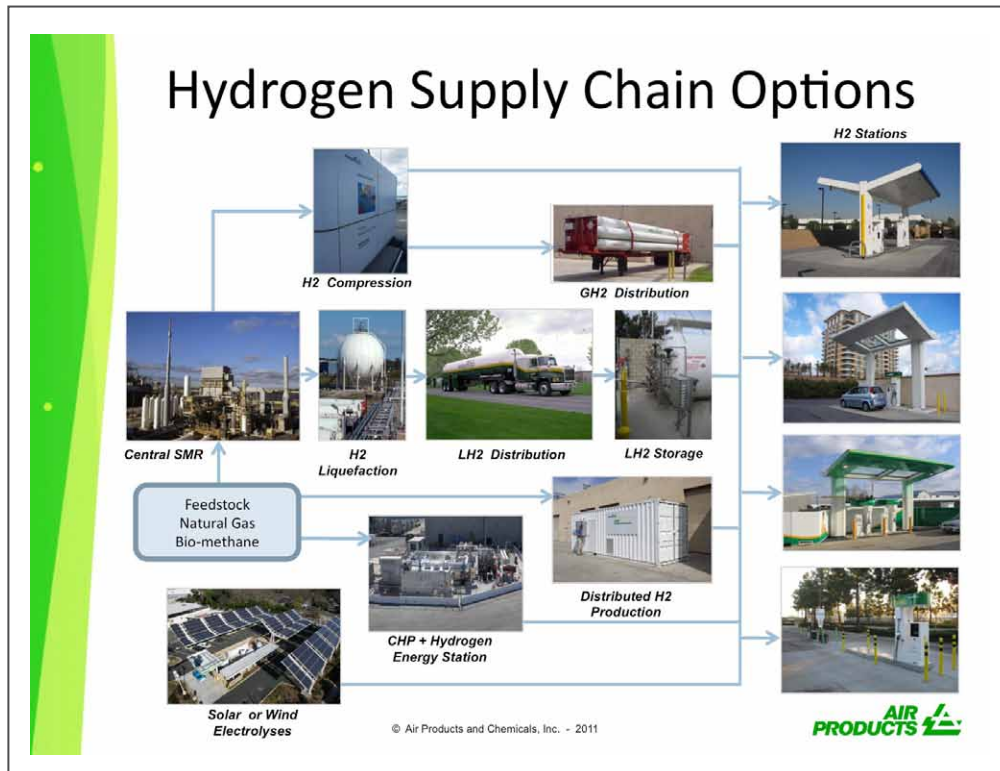 Hydrogen Supply Chain Options
H2 Stations
H2 Compression
GH2 Distribution
Central SMR
H2
Liquefaction
LH2 Distribution
LH2 Storage
Feedstock
Natural Gas
Bio-methane
Distributed H2
Production
CHP + Hydrogen
Energy Station
Solar or Wind
Electrolyses
© Air Products and Chemicals, Inc. - 2011
AIR
PRODUCTS